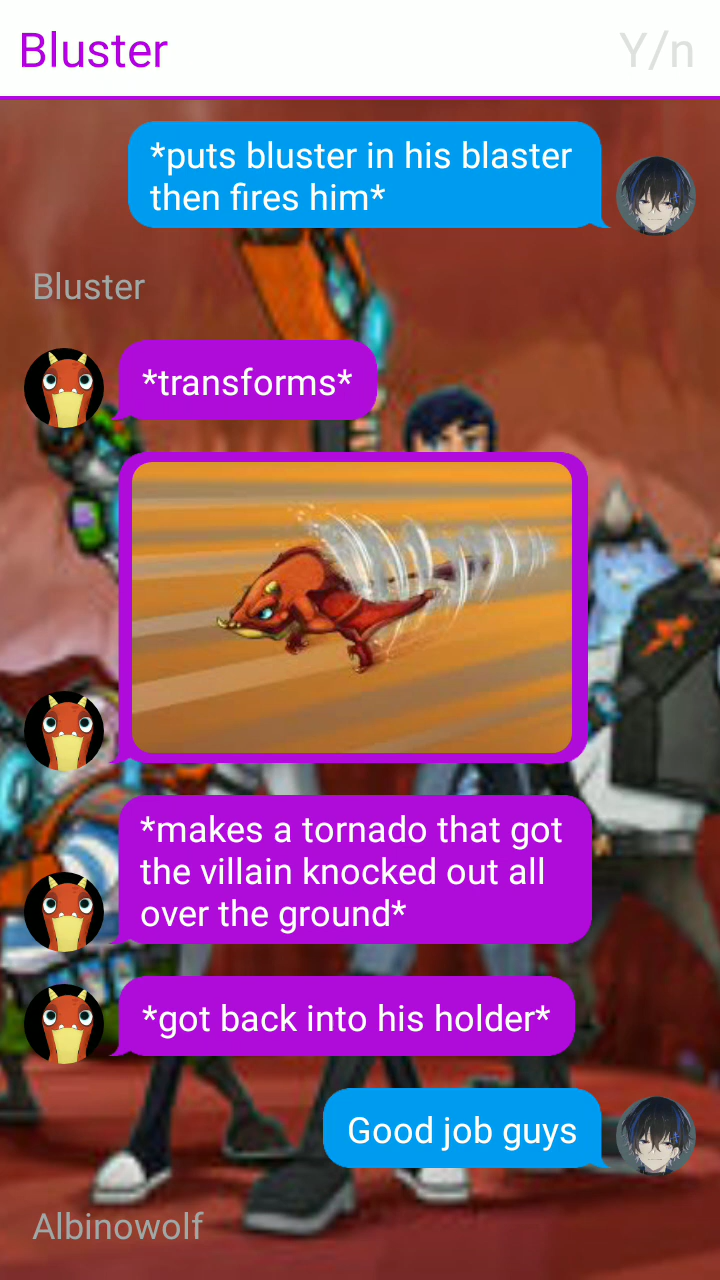 Bluster
Y/n
*puts bluster in his blaster
then fires him*
Bluster
*transforms*
*makes a tornado that got
the villain knocked out all
over the ground*
*got back into his holder*
Good job guys
Albinowolf